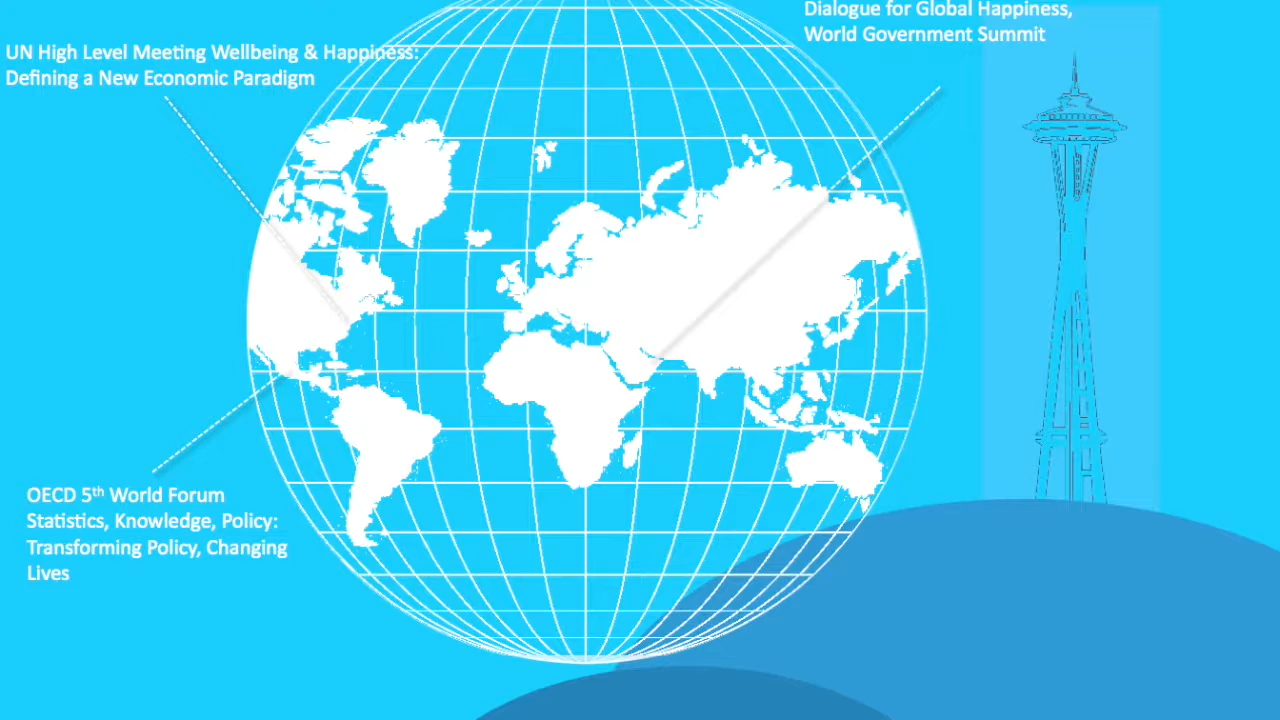 Dialogue for Global Happiness,
World Government Summit
UN High Level Meeting Wellbeing & Happiness:
Defining a New Economic Paradigm
OECD 5th World Forum
Statistics, Knowledge, Policy:
Transforming Policy, Changing
Lives